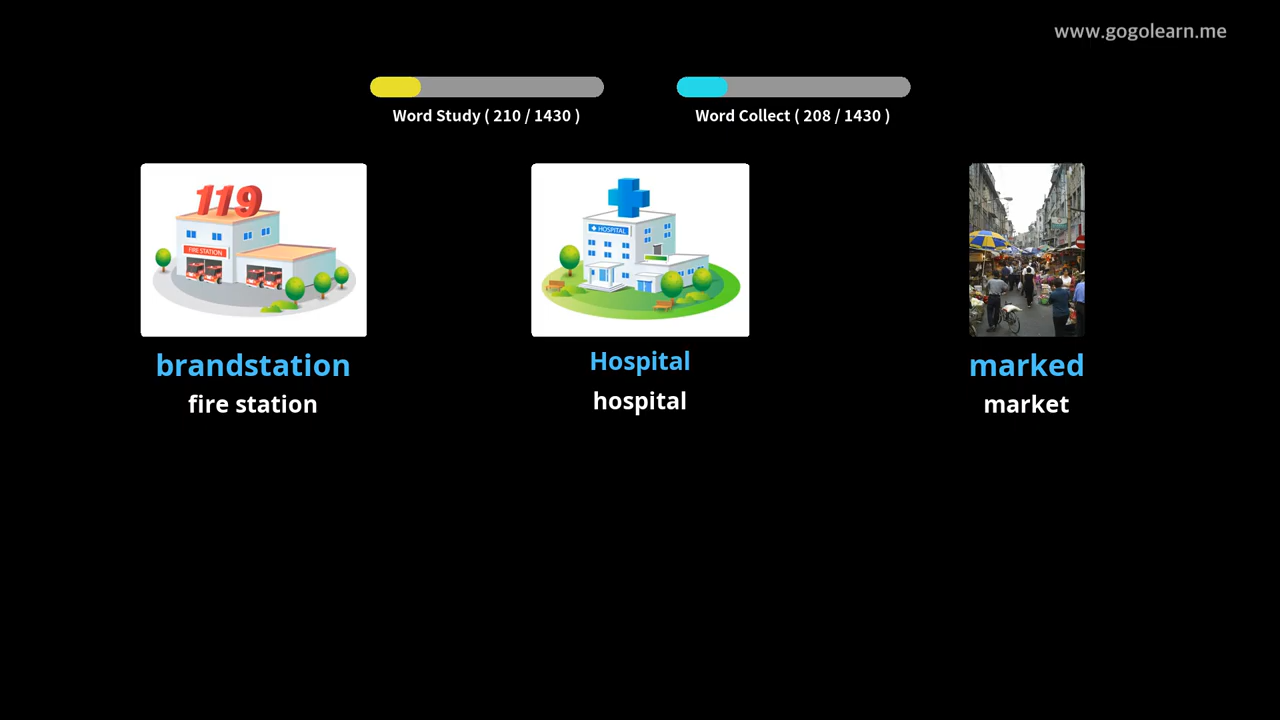 www.gogolearn.me
Word Study ( 210 / 1430 )
Word Collect ( 208 / 1430 )
119
FIRE STATION
HOSPITAL
brandstation
fire station
Hospital
hospital
marked
market